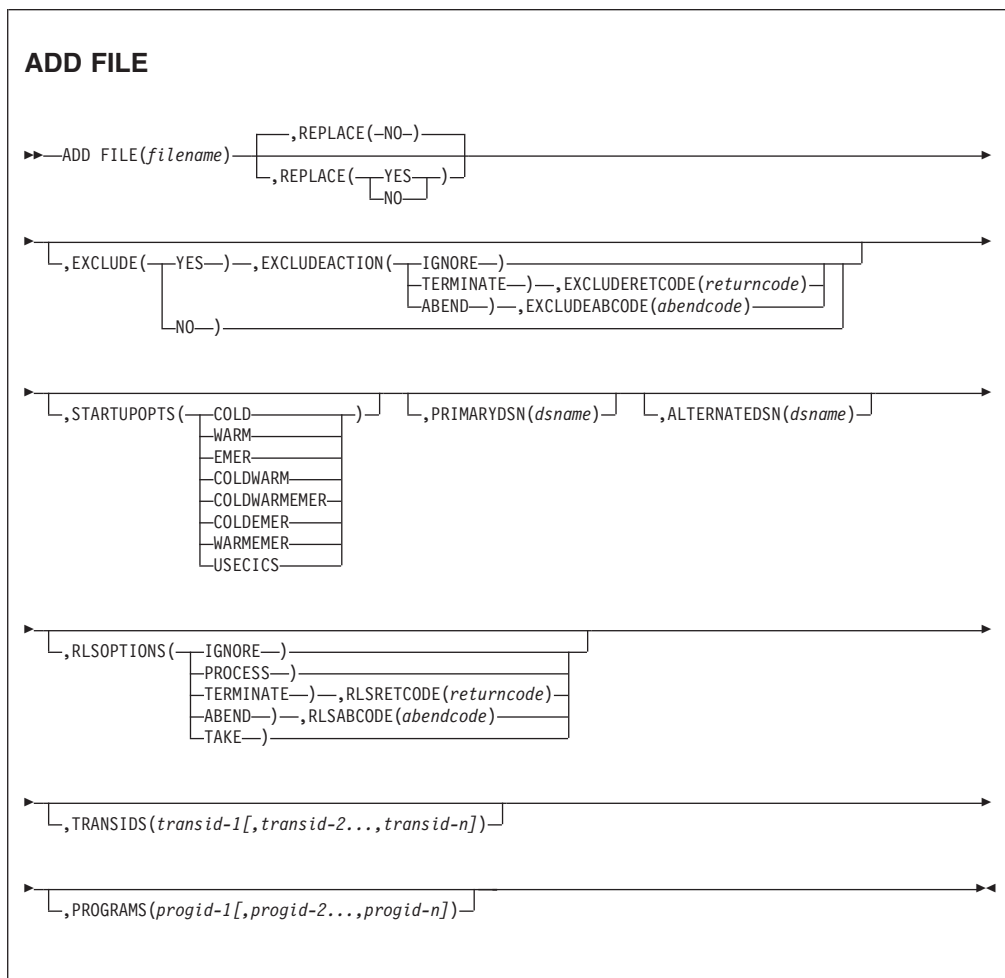 ADD FILE
,REPLACE(–NO–)
ADD FILE(filename)
,REPLACE( YES )
NO
,EXCLUDE( YES ) ,EXCLUDEACTION( IGNORE )
TERMINATE ) ,EXCLUDERETCODE(returncode)
ABEND ) ,EXCLUDEABCODE(abendcode)
NO )
,STARTUPOPTS( COLD ) ,PRIMARYDSN(dsname) ,ALTERNATEDSN(dsname)
WARM
EMER
COLDWARM
COLDWARMEMER
COLDEMER
WARMEMER
USECICS
,RLSOPTIONS( IGNORE )
PROCESS )
TERMINATE ) ,RLSRETCODE(returncode)
ABEND ) ,RLSABCODE(abendcode)
TAKE )
,TRANSIDS(transid-1[,transid-2...,transid-n])
,PROGRAMS(progid-1[,progid-2...,progid-n])